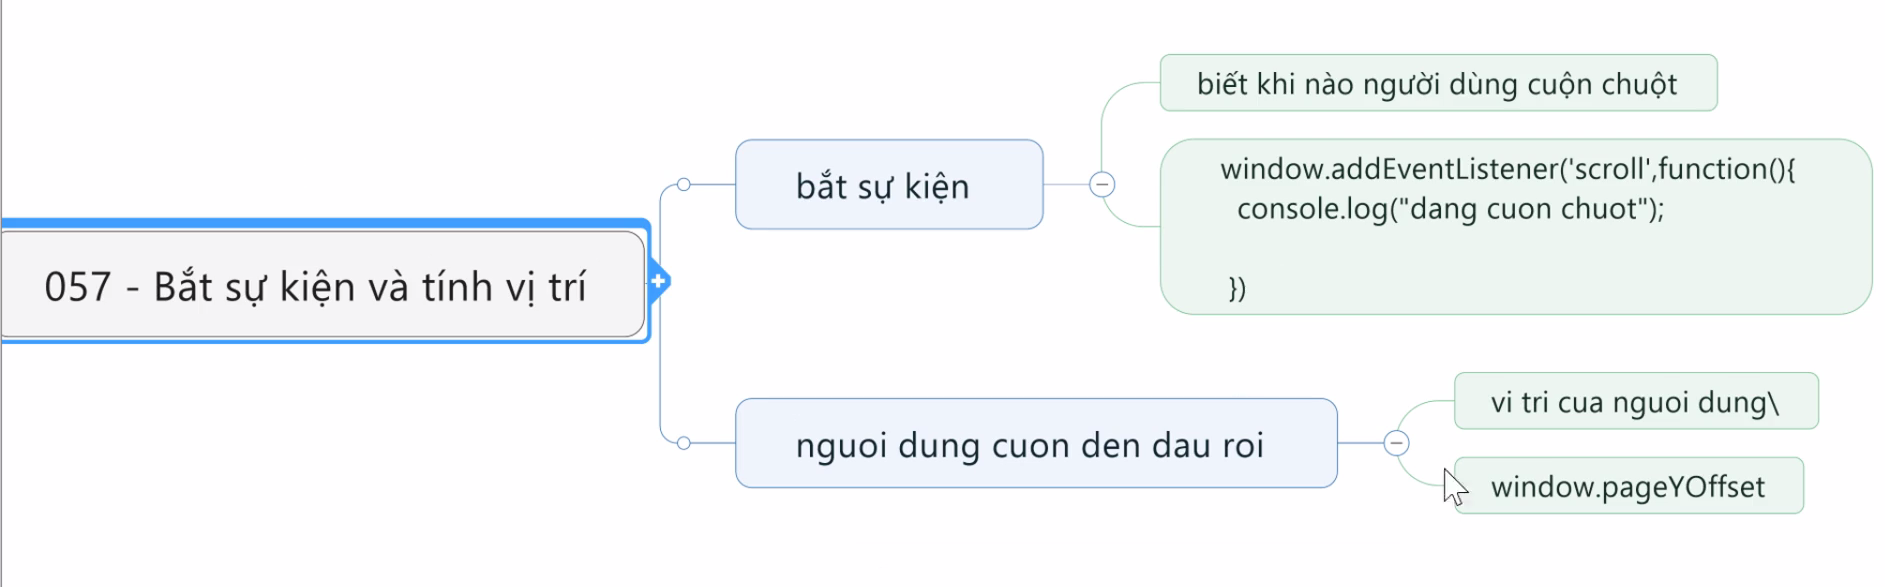 057 - Bắt sự kiện và tính vị trí
bắt sự kiện
biết khi nào người dùng cuộn chuột
window.addEventListener('scroll',function(){
console.log("dang cuon chuot");
})
nguoi dung cuon den dau roi
vi tri cua nguoi dung\
window.pageYOffset